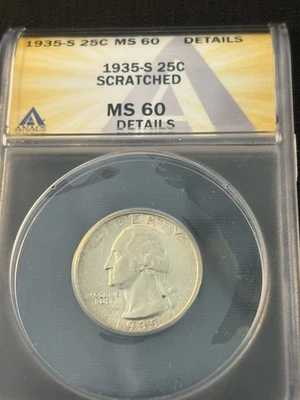 1935-S 25C MS 60 DETAILS
1935-S 25C
SCRATCHED
MS 60
DETAILS
ANACS
LIBERTY
IN GOD WE
TRUST
1935